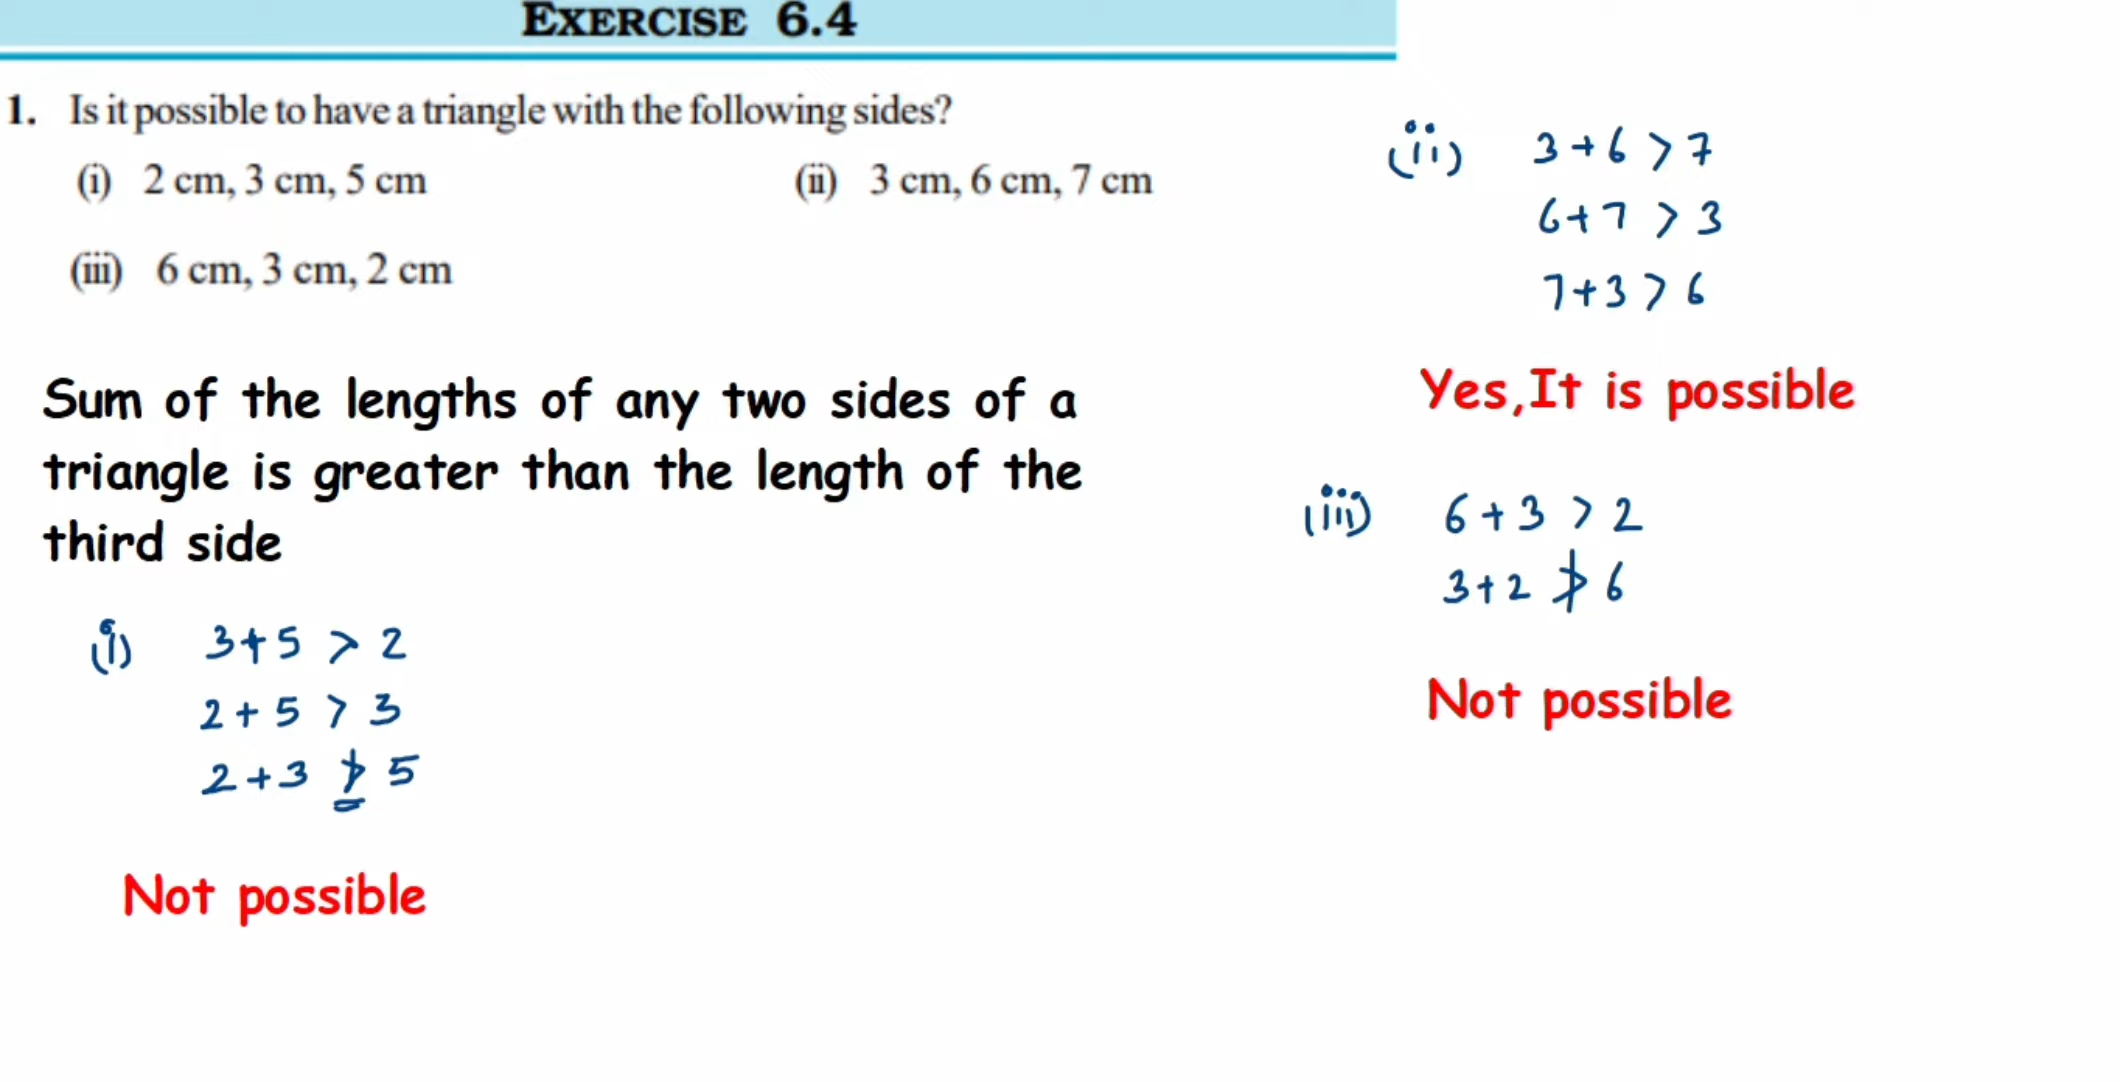 EXERCISE 6.4
1. Is it possible to have a triangle with the following sides?
(i) 2 cm, 3 cm, 5 cm (ii) 3 cm, 6 cm, 7 cm
(iii) 6 cm, 3 cm, 2 cm
Sum of the lengths of any two sides of a
triangle is greater than the length of the
third side
(i) 3+5 > 2
2+5 > 3
2+3 ≯ 5
Not possible
(ii) 3+6 > 7
6+7 > 3
7+3 > 6
Yes,It is possible
(iii) 6+3 > 2
3+2 ≯ 6
Not possible